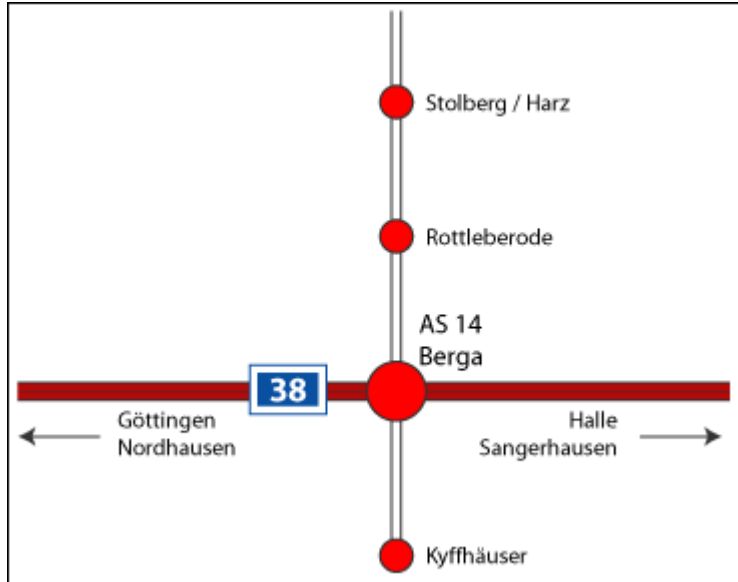 Stolberg / Harz
Rottleberode
AS 14
Berga
38
Göttingen
Nordhausen
Halle
Sangerhausen
Kyffhäuser